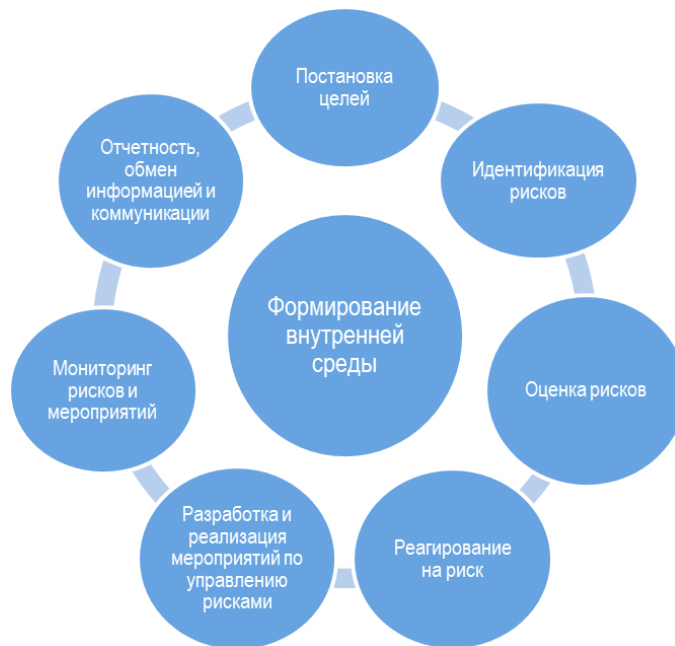 Постановка
целей
Идентификация
рисков
Оценка рисков
Реагирование
на риск
Разработка и
реализация
мероприятий по
управлению
рисками
Мониторинг
рисков и
мероприятий
Отчетность,
обмен
информацией и
коммуникации
Формирование
внутренней
среды